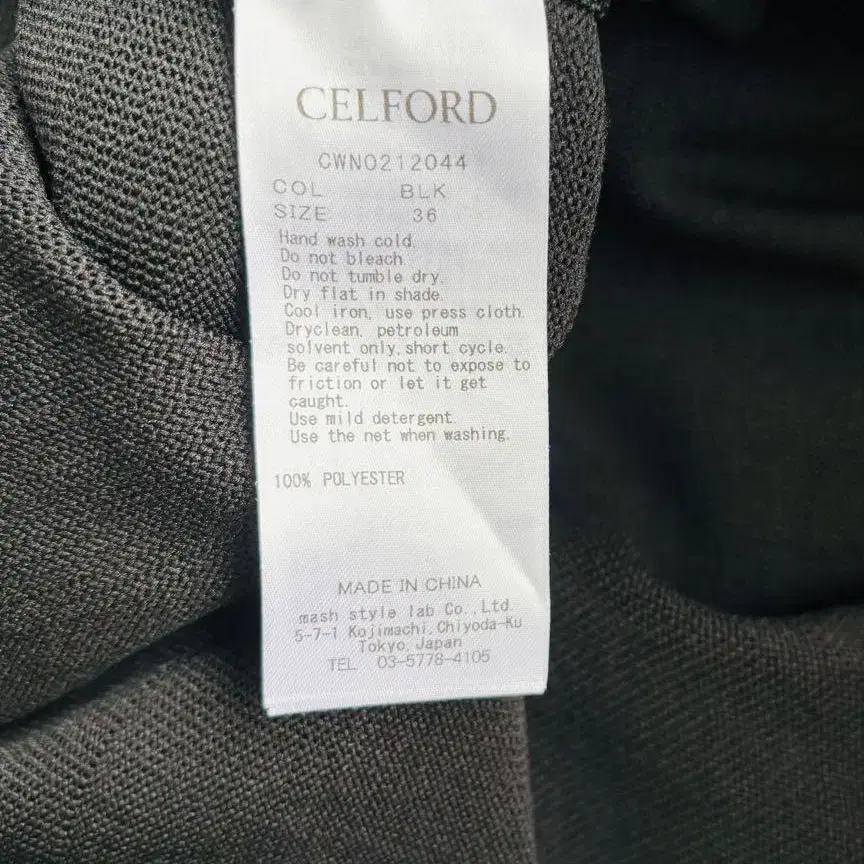 CELFORD
CWNO212044
COL BLK
SIZE 36
Hand wash cold.
Do not bleach
Do not tumble dry.
Dry flat in shade.
Cool iron, use press cloth.
Dryclean, petroleum
solvent only, short cycle.
Be careful not to expose to
friction or let it get
caught.
Use mild detergent.
Use the net when washing.
100% POLYESTER
MADE IN CHINA
mash style lab Co., Ltd.
5-7-1 Kojimachi, Chiyoda-Ku
Tokyo, Japan
TEL 03-5778-4105